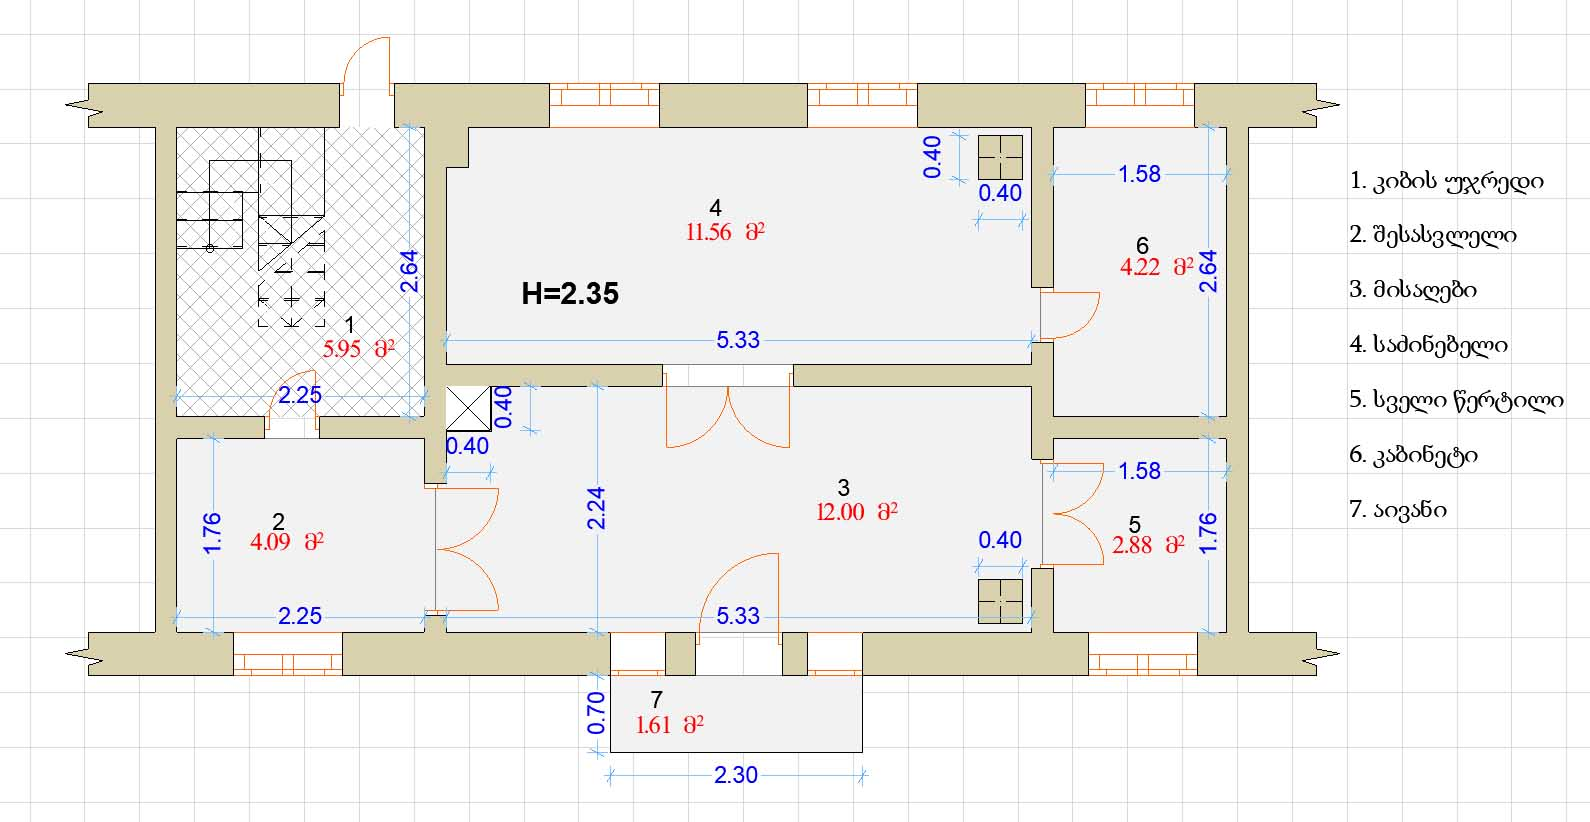 0.40
0.40
1.58
4
11.56 მ²
6
4.22 მ²
2.64
2.64
H=2.35
1
5.95 მ²
5.33
2.25
0.40
0.40
1.58
3
12.00 მ²
2.24
2
4.09 მ²
1.76
0.40
5
2.88 მ²
1.76
2.25
5.33
7
1.61 მ²
0.70
2.30
1. კიბის უჯრედი
2. შესასვლელი
3. მისაღები
4. საძინებელი
5. სველი წერტილი
6. კაბინეტი
7. აივანი